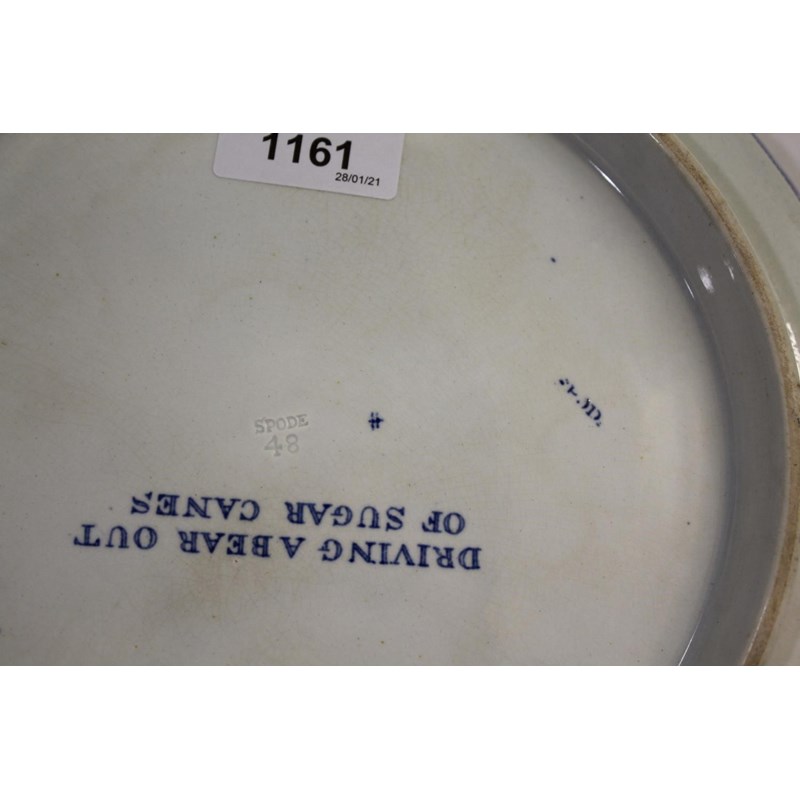 1161
28/01/21
SPODE
48
DRIVING A BEAR OUT
OF SUGAR CANES